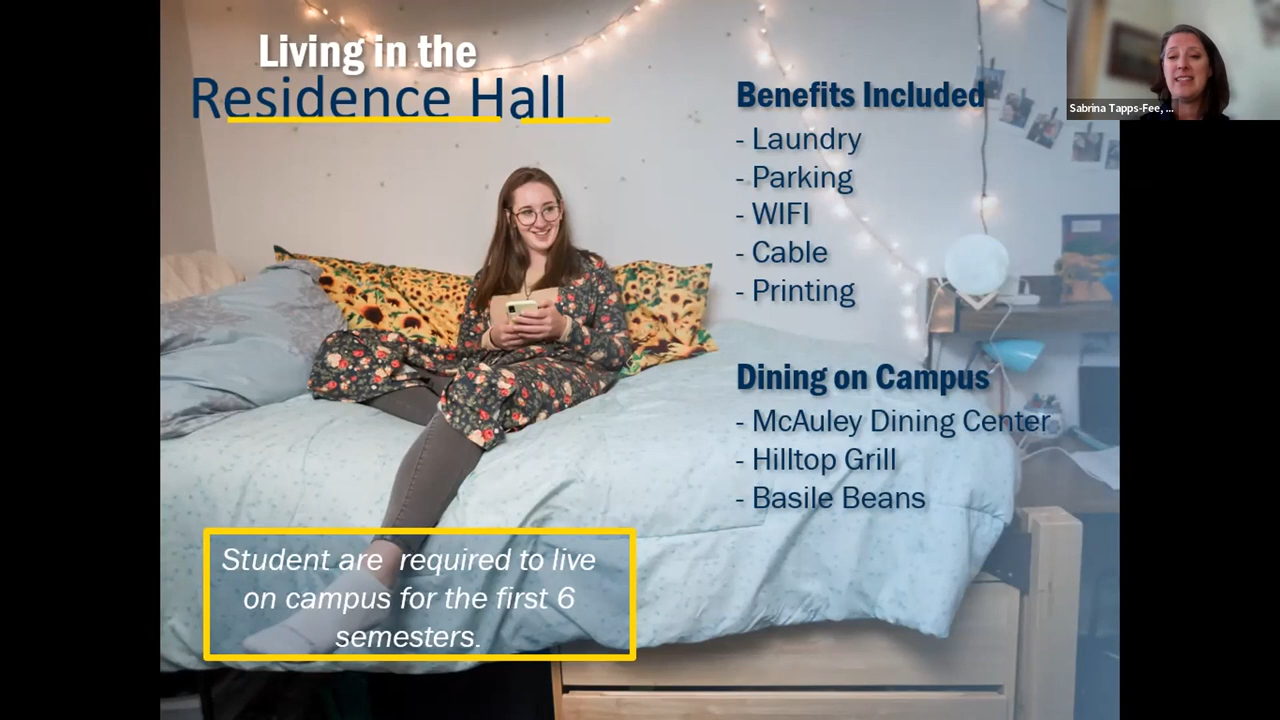 Living in the
Residence Hall
Benefits Included
- Laundry
- Parking
- WIFI
- Cable
- Printing
Dining on Campus
- McAuley Dining Center
- Hilltop Grill
- Basile Beans
Student are  required to live
on campus for the first 6
semesters.
Sabrina Tapps-Fee, ...